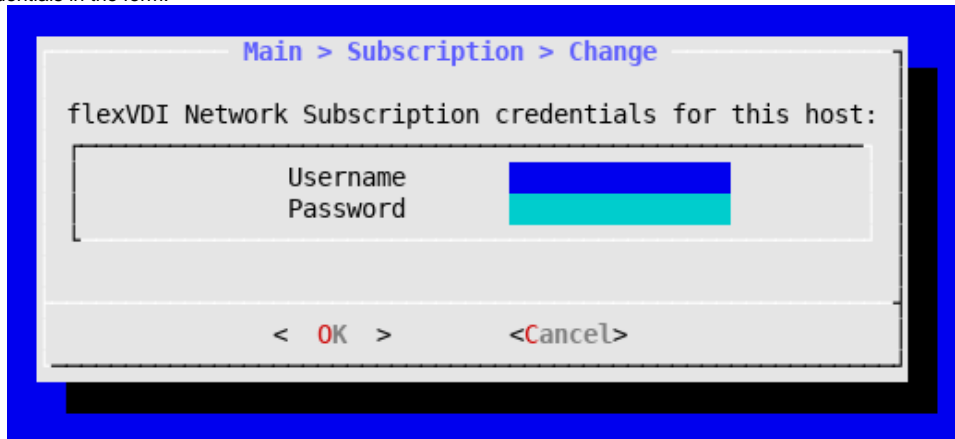 Main > Subscription > Change
flexVDI Network Subscription credentials for this host:
Username
Password
< OK > <Cancel>